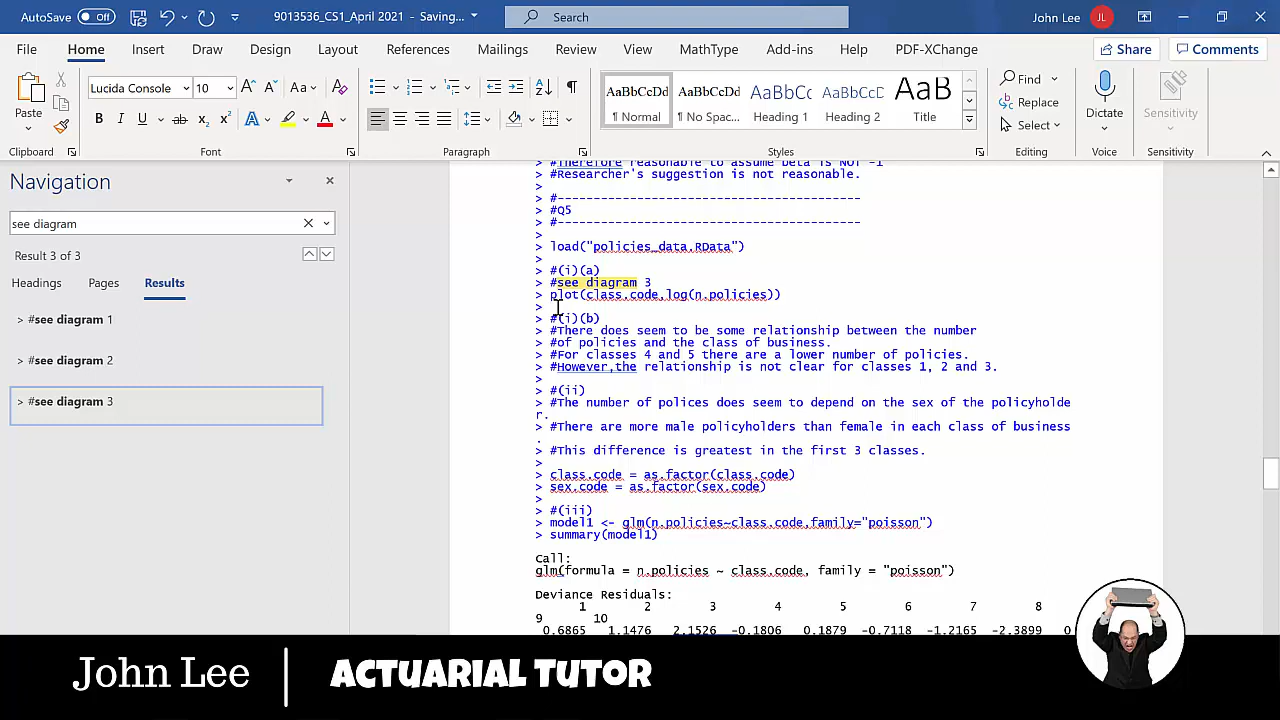 AutoSave Off 9013536_CS1_April 2021 - Saving... Search John Lee JL
File Home Insert Draw Design Layout References Mailings Review View MathType Add-ins Help PDF-XChange Share Comments
Paste Lucida Console 10 AaBbCcDd AaBbCcDd AaBbCc AaBbCcD AaB Find Replace Select Dictate Sensitivity
¶ Normal ¶ No Spac... Heading 1 Heading 2 Title
Clipboard Font Paragraph Styles Editing Voice Sensitivity
Navigation
see diagram
Result 3 of 3
Headings Pages Results
> #see diagram 1
> #see diagram 2
> #see diagram 3
> #Therefore reasonable to assume beta is NOT -1
> #Researcher's suggestion is not reasonable.
>
> #------------------------------------------
> #Q5
> #------------------------------------------
>
> load("policies_data.RData")
>
> #(i)(a)
> #see diagram 3
> plot(class.code,log(n.policies))
>
> #(i)(b)
> #There does seem to be some relationship between the number
> #of policies and the class of business.
> #For classes 4 and 5 there are a lower number of policies.
> #However,the relationship is not clear for classes 1, 2 and 3.
>
> #(ii)
> #The number of polices does seem to depend on the sex of the policyholde
r.
> #There are more male policyholders than female in each class of business
.
> #This difference is greatest in the first 3 classes.
>
> class.code = as.factor(class.code)
> sex.code = as.factor(sex.code)
>
> #(iii)
> model1 <- glm(n.policies~class.code,family="poisson")
> summary(model1)
Call:
glm(formula = n.policies ~ class.code, family = "poisson")
Deviance Residuals:
1 2 3 4 5 6 7 8
9 10
0.6865 1.1476 2.1526 -0.1806 0.1879 -0.7118 -1.2165 -2.3899 0
John Lee | ACTUARIAL TUTOR